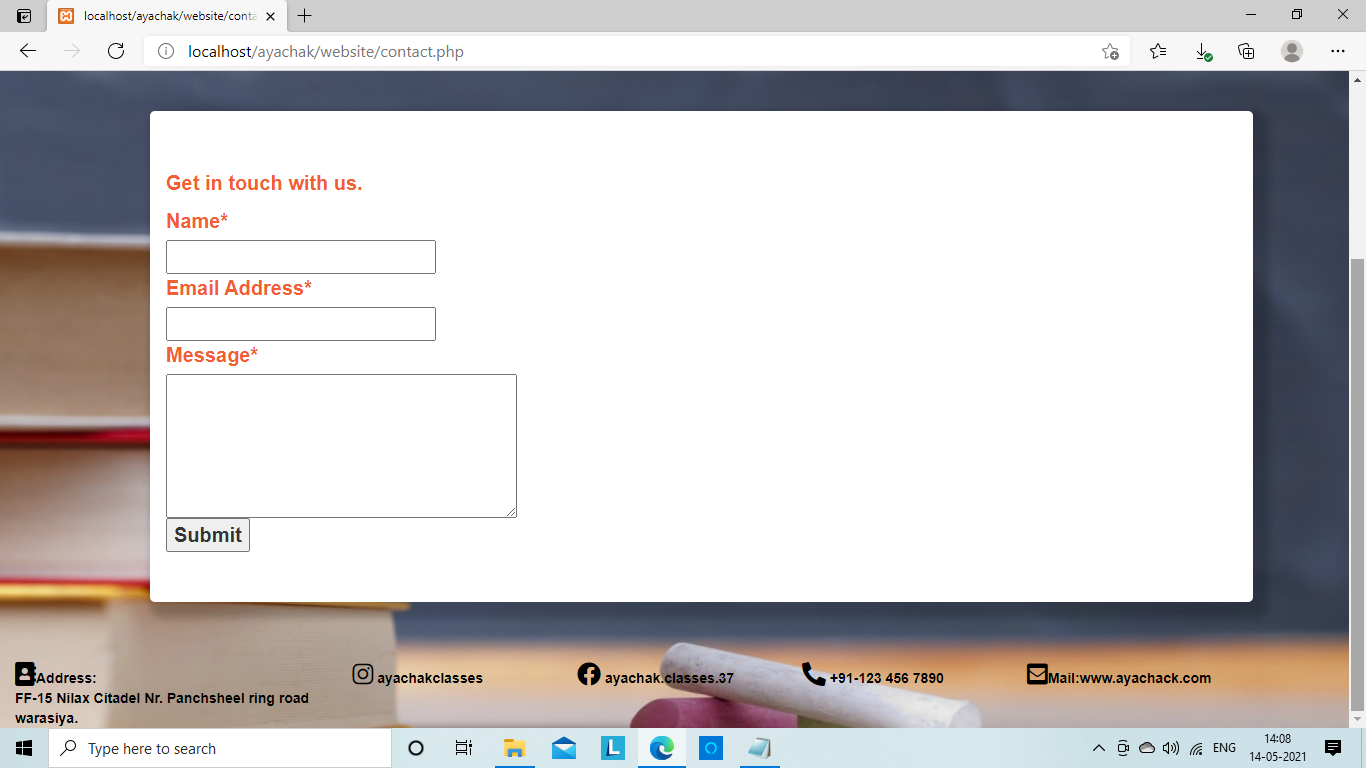 localhost/ayachak/website/conta
localhost/ayachak/website/contact.php
Get in touch with us.
Name*
Email Address*
Message*
Submit
Address:
FF-15 Nilax Citadel Nr. Panchsheel ring road
warasiya.
ayachakclasses
ayachak.classes.37
+91-123 456 7890
Mail:www.ayachack.com
Type here to search
L
ENG
14:08
14-05-2021